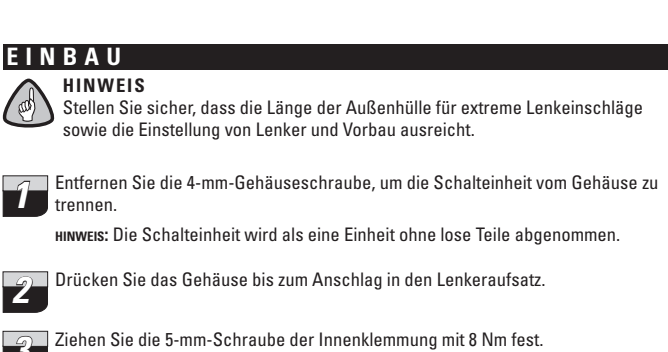 EINBAU
HINWEIS
Stellen Sie sicher, dass die Länge der Außenhülle für extreme Lenkeinschläge
sowie die Einstellung von Lenker und Vorbau ausreicht.
1 Entfernen Sie die 4-mm-Gehäuseschraube, um die Schalteinheit vom Gehäuse zu
trennen.
HINWEIS: Die Schalteinheit wird als eine Einheit ohne lose Teile abgenommen.
2 Drücken Sie das Gehäuse bis zum Anschlag in den Lenkeraufsatz.
3 Ziehen Sie die 5-mm-Schraube der Innenklemmung mit 8 Nm fest.